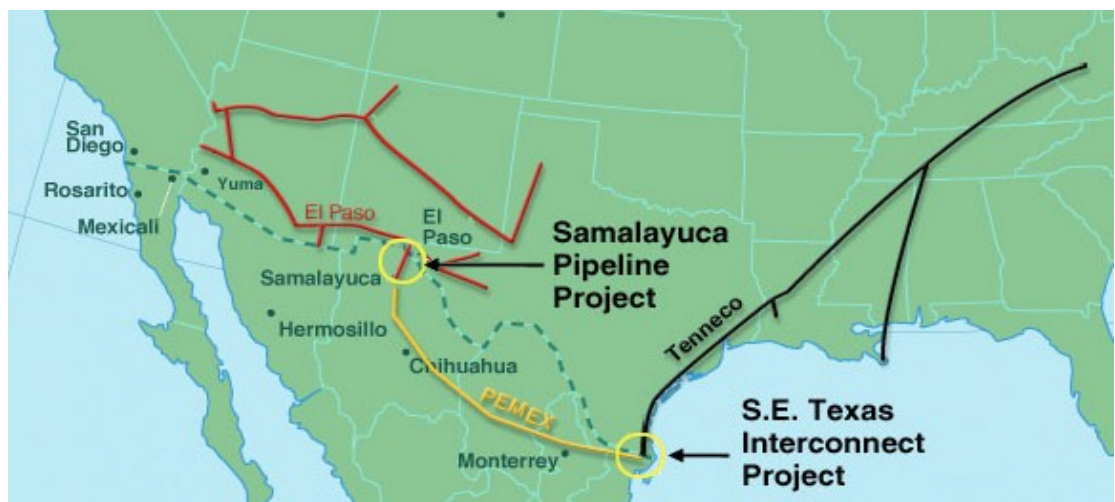 San
Diego
Rosarito
Mexicali
Yuma
El Paso
El
Paso
Samalayuca
Hermosillo
Chihuahua
PEMEX
Monterrey
Samalayuca
Pipeline
Project
Tenneco
S.E. Texas
Interconnect
Project